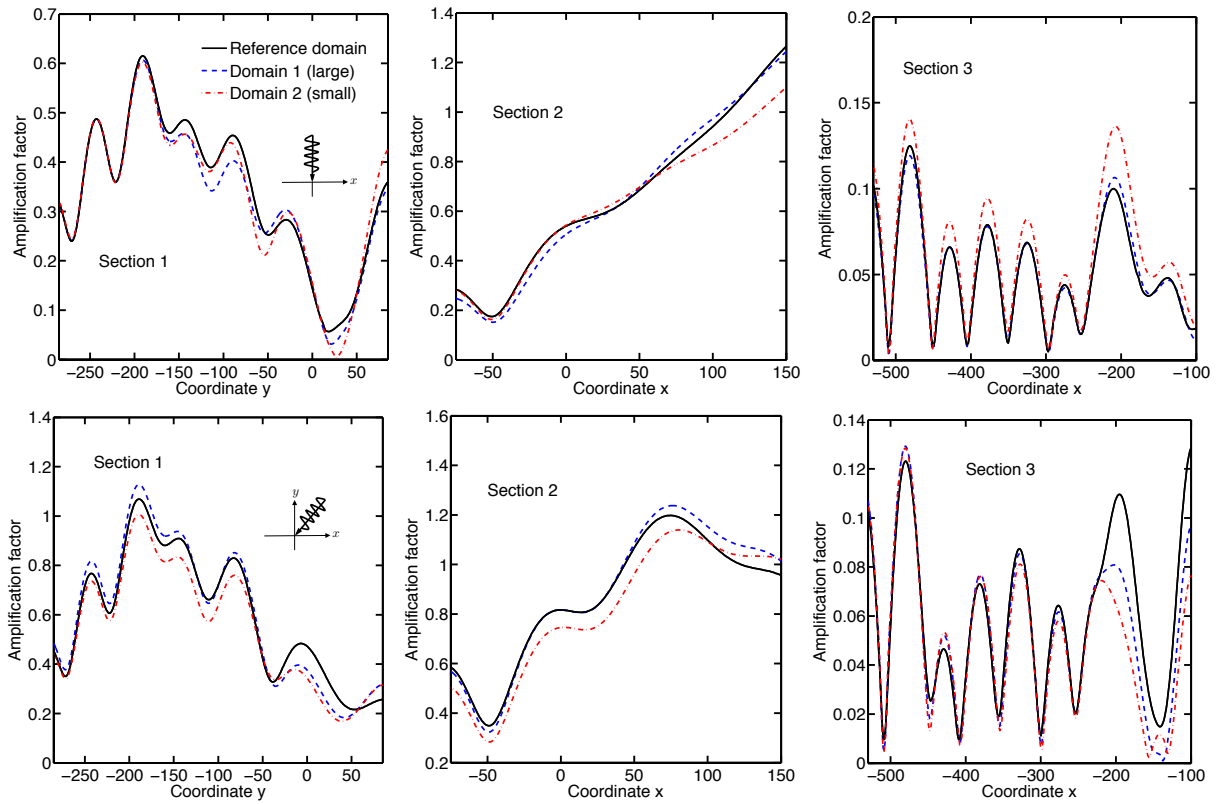 0.7
0.6
0.5
0.4
0.3
0.2
0.1
0
Amplification factor
Reference domain
Domain 1 (large)
Domain 2 (small)
x
Section 1
−250 −200 −150 −100 −50 0 50
Coordinate y
1.4
1.2
1
0.8
0.6
0.4
0.2
0
Amplification factor
Section 2
−50 0 50 100 150
Coordinate x
0.2
0.15
0.1
0.05
0
Amplification factor
Section 3
−500 −400 −300 −200 −100
Coordinate x
1.4
1.2
1
0.8
0.6
0.4
0.2
0
Amplification factor
Section 1
y
x
−250 −200 −150 −100 −50 0 50
Coordinate y
1.6
1.4
1.2
1
0.8
0.6
0.4
0.2
Amplification factor
Section 2
−50 0 50 100 150
Coordinate x
0.14
0.12
0.1
0.08
0.06
0.04
0.02
0
Amplification factor
Section 3
−500 −400 −300 −200 −100
Coordinate x